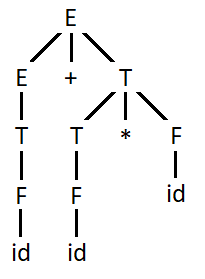 E
E + T
T T * F
F F id
id id